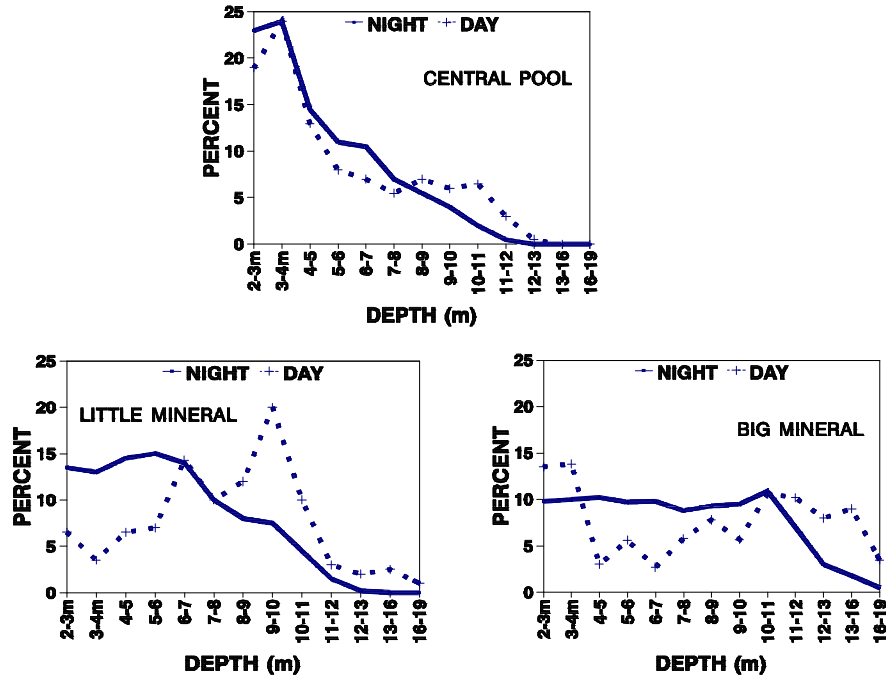 25
NIGHT DAY
20
CENTRAL POOL
15
PERCENT
10
5
0
2-3m 3-4m 4-5 5-6 6-7 7-8 8-9 9-10 10-11 11-12 12-13 13-16 16-19
DEPTH (m)
25
NIGHT DAY
20
LITTLE MINERAL
15
PERCENT
10
5
0
2-3m 3-4m 4-5 5-6 6-7 7-8 8-9 9-10 10-11 11-12 12-13 13-16 16-19
DEPTH (m)
25
NIGHT DAY
20
BIG MINERAL
15
PERCENT
10
5
0
2-3m 3-4m 4-5 5-6 6-7 7-8 8-9 9-10 10-11 11-12 12-13 13-16 16-19
DEPTH (m)